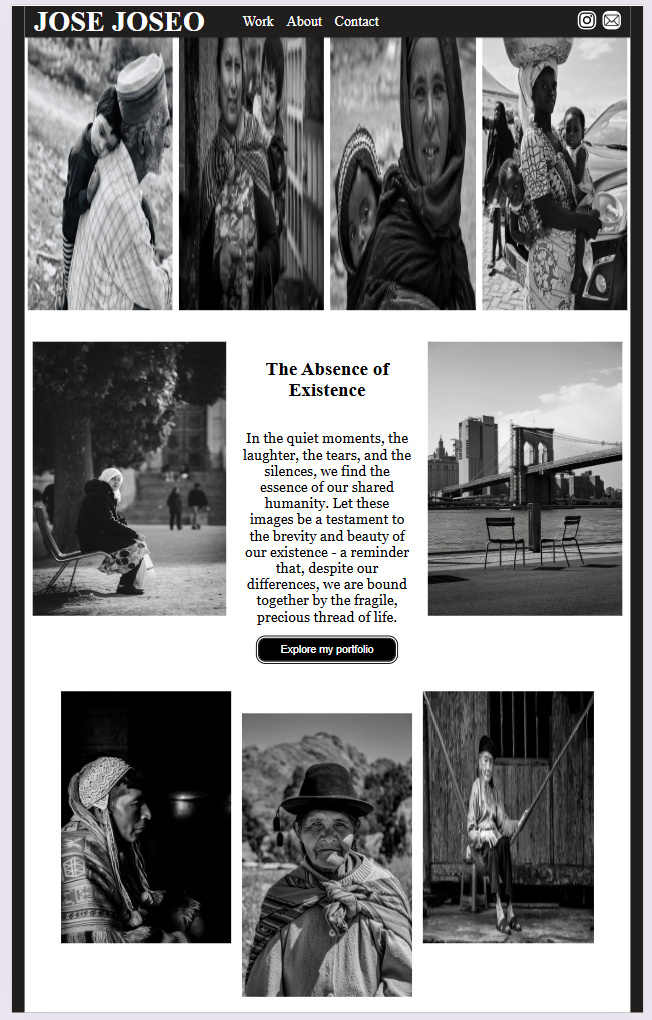 JOSE JOSEO
Work About Contact
The Absence of
Existence
In the quiet moments, the
laughter, the tears, and the
silences, we find the
essence of our shared
humanity. Let these
images be a testament to
the brevity and beauty of
our existence - a reminder
that, despite our
differences, we are bound
together by the fragile,
precious thread of life.
Explore my portfolio